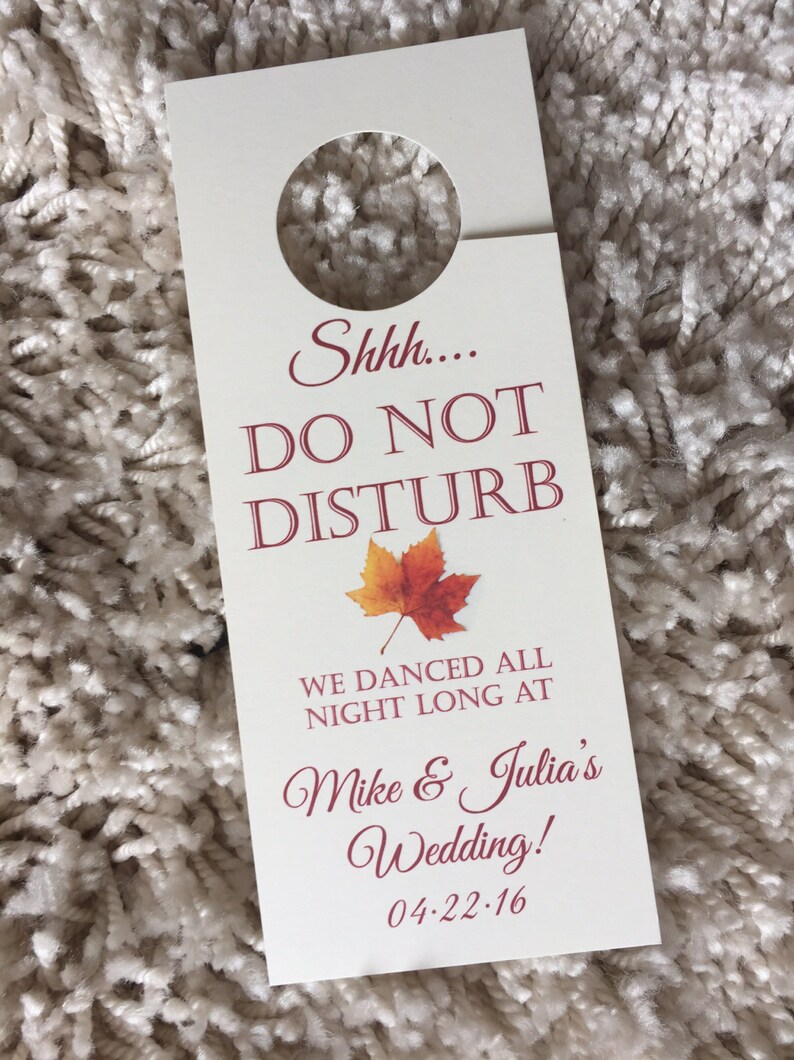 Shhh....
DO NOT
DISTURB
WE DANCED ALL
NIGHT LONG AT
Mike & Julia's
Wedding!
04·22·16